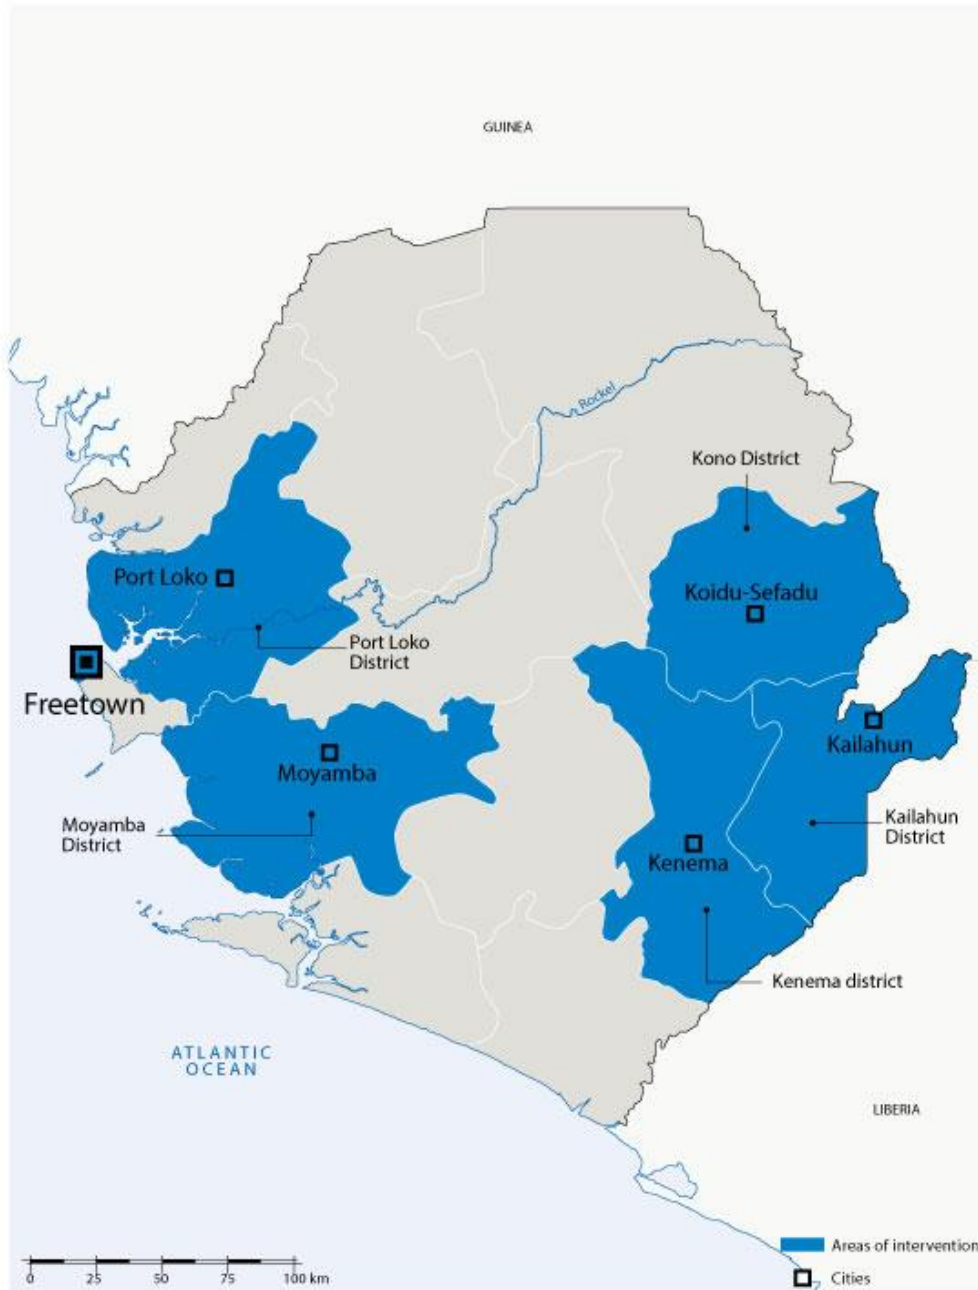 GUINEA
Rockel
Kono District
Port Loko
Koidu-Sefadu
Port Loko
District
Freetown
Kailahun
Moyamba
Moyamba
District
Kailahun
District
Kenema
Kenema district
ATLANTIC
OCEAN
LIBERIA
Areas of intervention
0 25 50 75 100 km
Cities